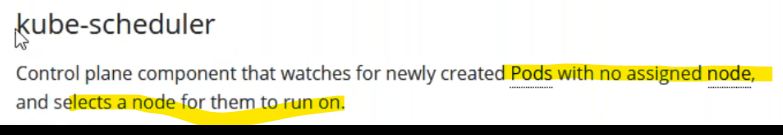 kube-scheduler
Control plane component that watches for newly created Pods with no assigned node,
and selects a node for them to run on.